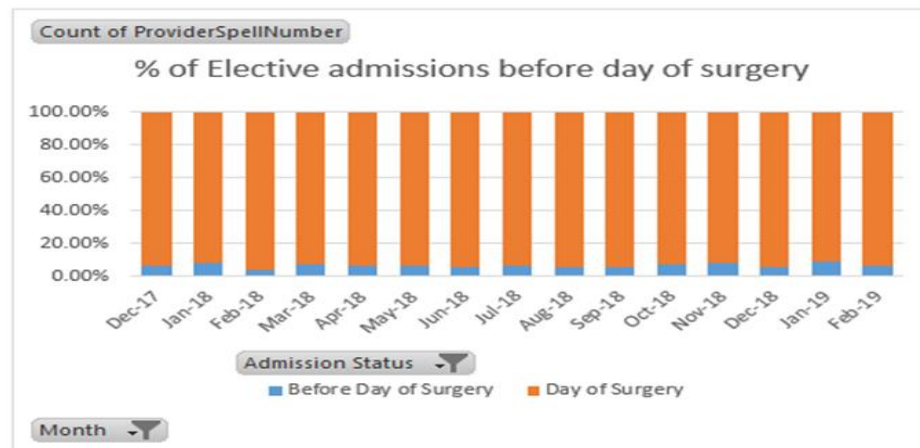 Count of ProviderSpellNumber
% of Elective admissions before day of surgery
100.00%
80.00%
60.00%
40.00%
20.00%
0.00%
Dec-17 Jan-18 Feb-18 Mar-18 Apr-18 May-18 Jun-18 Jul-18 Aug-18 Sep-18 Oct-18 Nov-18 Dec-18 Jan-19 Feb-19
Admission Status
Before Day of Surgery Day of Surgery
Month